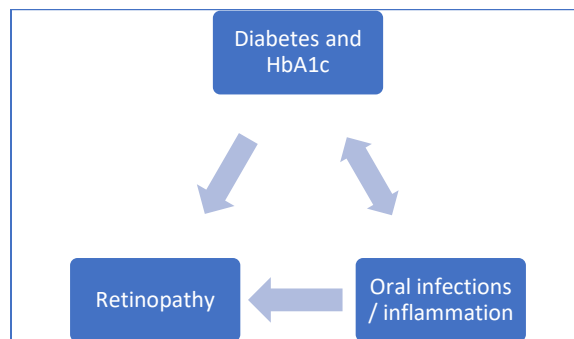 Diabetes and
HbA1c
Retinopathy
Oral infections
/ inflammation